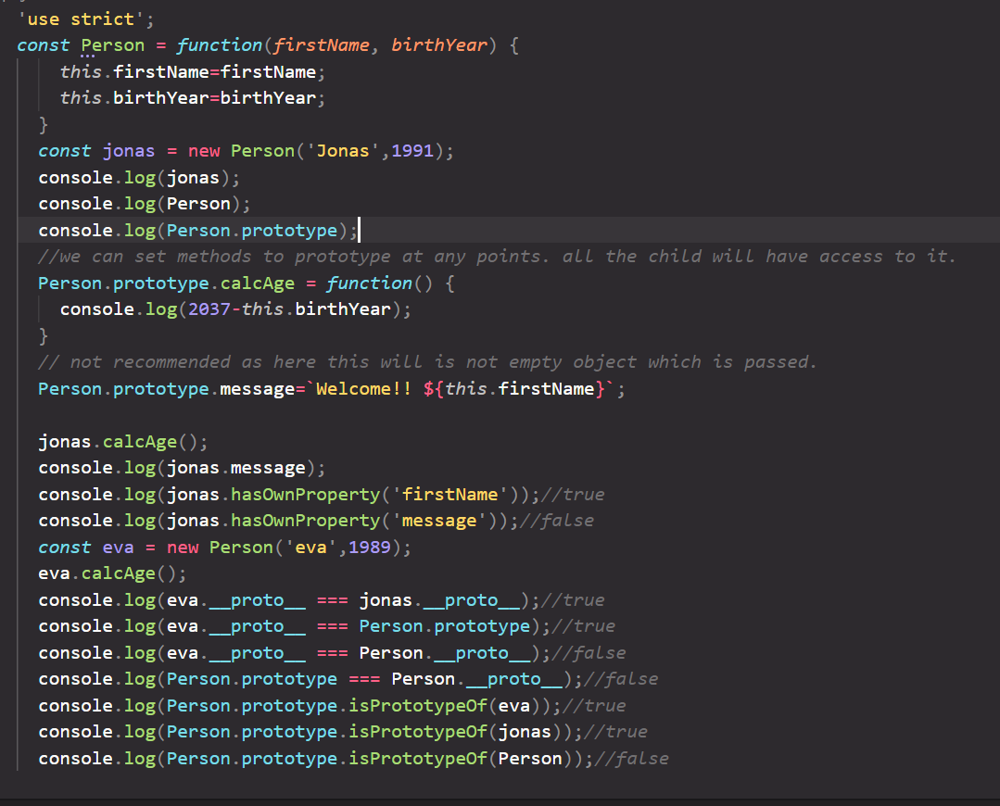 'use strict';
const Person = function(firstName, birthYear) {
    this.firstName=firstName;
    this.birthYear=birthYear;
  }
  const jonas = new Person('Jonas',1991);
  console.log(jonas);
  console.log(Person);
  console.log(Person.prototype);
  //we can set methods to prototype at any points. all the child will have access to it.
  Person.prototype.calcAge = function() {
    console.log(2037-this.birthYear);
  }
  // not recommended as here this will is not empty object which is passed.
  Person.prototype.message=`Welcome!! ${this.firstName}`;

  jonas.calcAge();
  console.log(jonas.message);
  console.log(jonas.hasOwnProperty('firstName'));//true
  console.log(jonas.hasOwnProperty('message'));//false
  const eva = new Person('eva',1989);
  eva.calcAge();
  console.log(eva.__proto__ === jonas.__proto__);//true
  console.log(eva.__proto__ === Person.prototype);//true
  console.log(eva.__proto__ === Person.__proto__);//false
  console.log(Person.prototype === Person.__proto__);//false
  console.log(Person.prototype.isPrototypeOf(eva));//true
  console.log(Person.prototype.isPrototypeOf(jonas));//true
  console.log(Person.prototype.isPrototypeOf(Person));//false